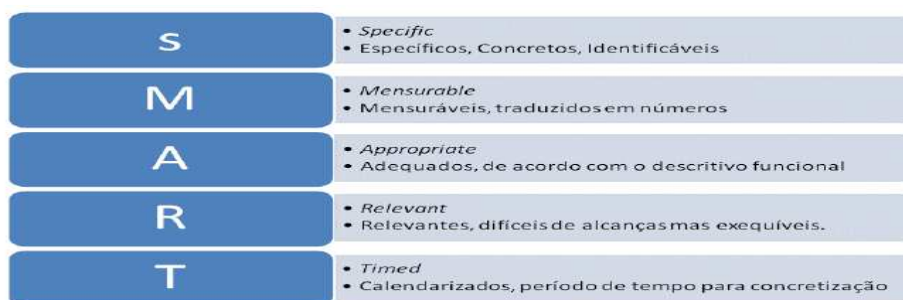 S
• Specific
• Específicos, Concretos, Identificáveis
M
• Mensurable
• Mensuráveis, traduzidos em números
A
• Appropriate
• Adequados, de acordo com o descritivo funcional
R
• Relevant
• Relevantes, difíceis de alcanças mas exequíveis.
T
• Timed
• Calendarizados, período de tempo para concretização